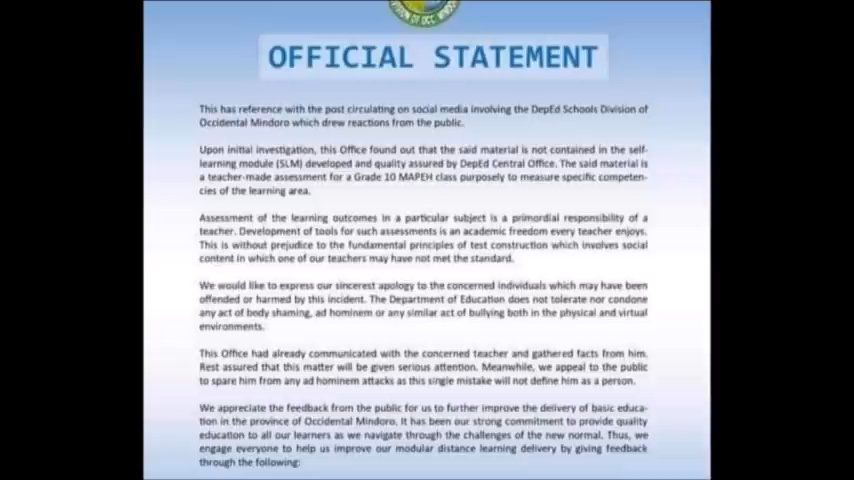 DIVISION OF OCC. MINDORO
OFFICIAL STATEMENT
This has reference with the post circulating on social media involving the DepEd Schools Division of
Occidental Mindoro which drew reactions from the public.
Upon initial investigation, this Office found out that the said material is not contained in the self-
learning module (SLM) developed and quality assured by DepEd Central Office. The said material is
a teacher-made assessment for a Grade 10 MAPEH class purposely to measure specific competen-
cies of the learning area.
Assessment of the learning outcomes in a particular subject is a primordial responsibility of a
teacher. Development of tools for such assessments is an academic freedom every teacher enjoys.
This is without prejudice to the fundamental principles of test construction which involves social
content in which one of our teachers may have not met the standard.
We would like to express our sincerest apology to the concerned individuals which may have been
offended or harmed by this incident. The Department of Education does not tolerate nor condone
any act of body shaming, ad hominem or any similar act of bullying both in the physical and virtual
environments.
This Office had already communicated with the concerned teacher and gathered facts from him.
Rest assured that this matter will be given serious attention. Meanwhile, we appeal to the public
to spare him from any ad hominem attacks as this single mistake will not define him as a person.
We appreciate the feedback from the public for us to further improve the delivery of basic educa-
tion in the province of Occidental Mindoro. It has been our strong commitment to provide quality
education to all our learners as we navigate through the challenges of the new normal. Thus, we
engage everyone to help us improve our modular distance learning delivery by giving feedback
through the following: